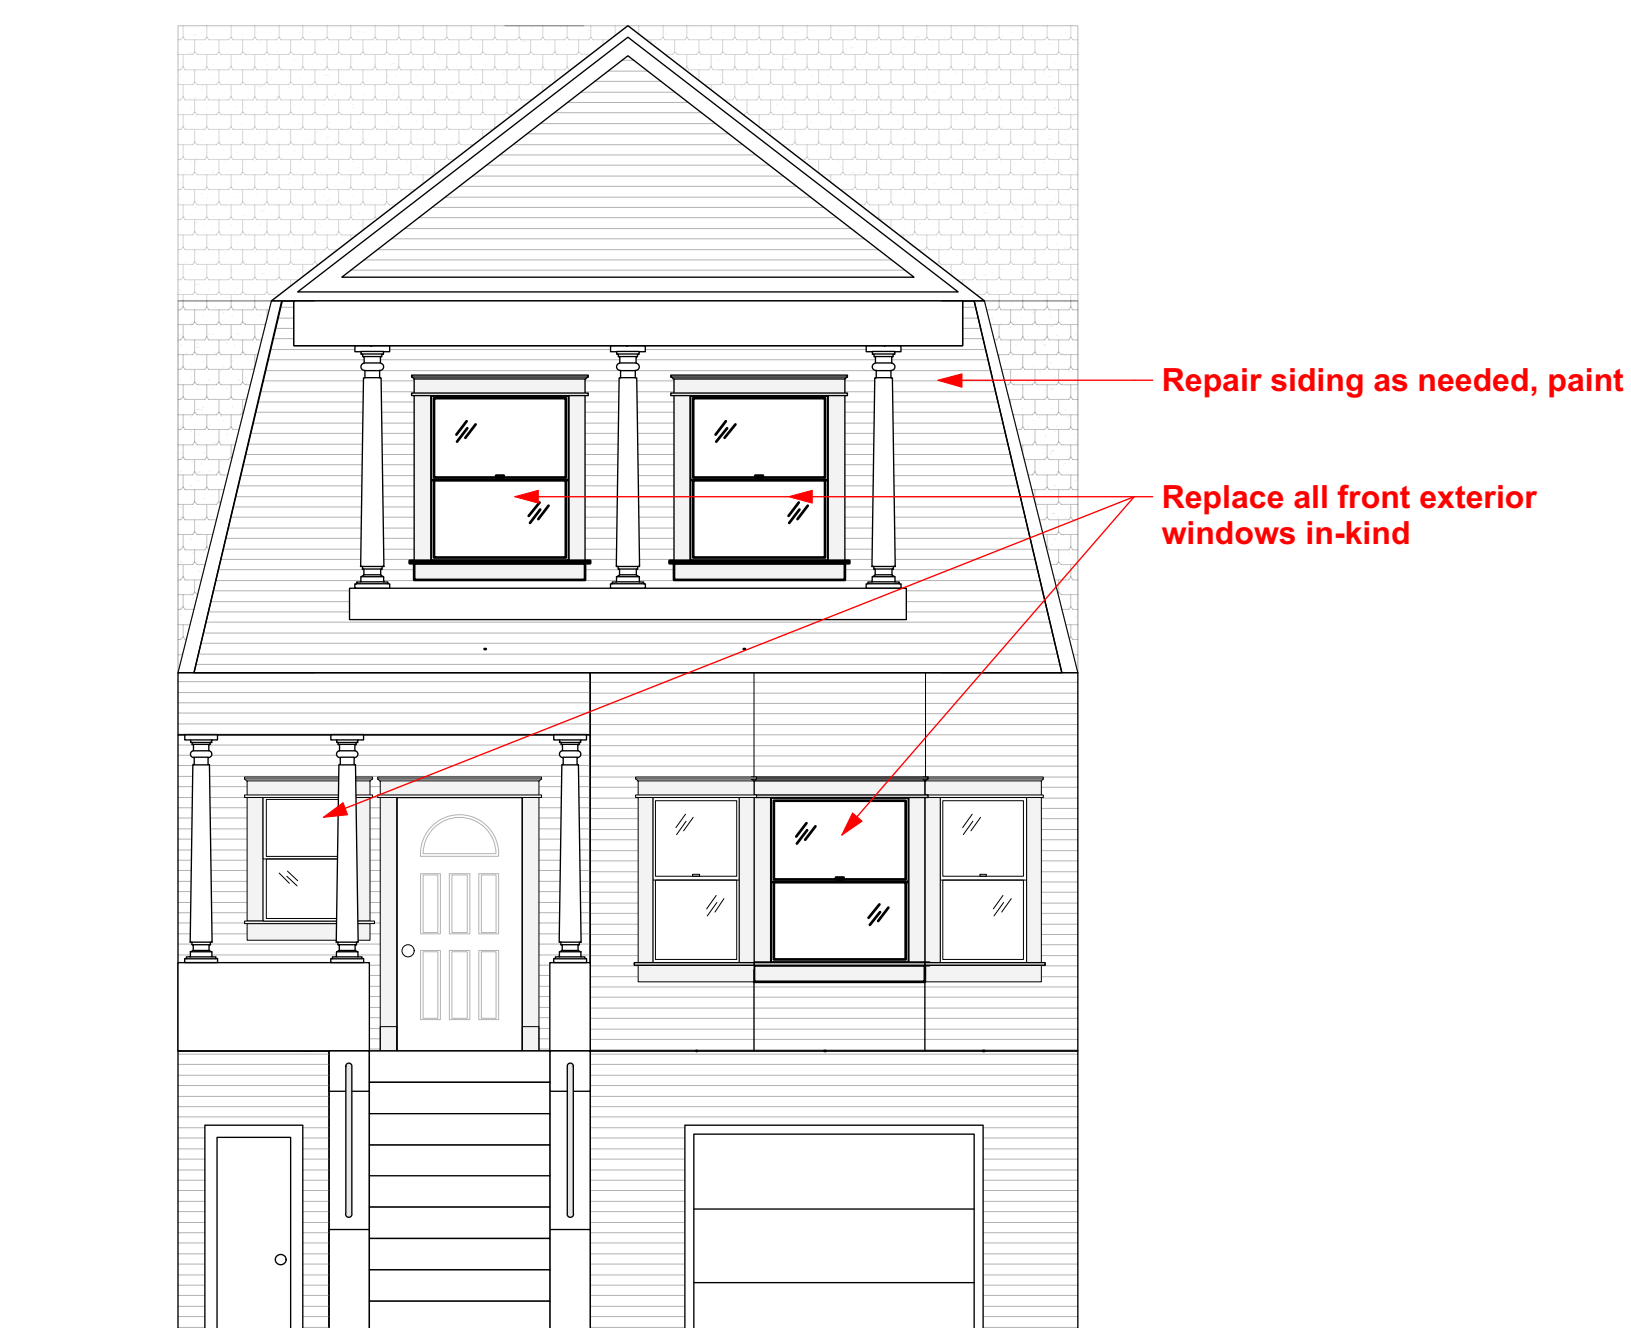 Repair siding as needed, paint
Replace all front exterior
windows in-kind